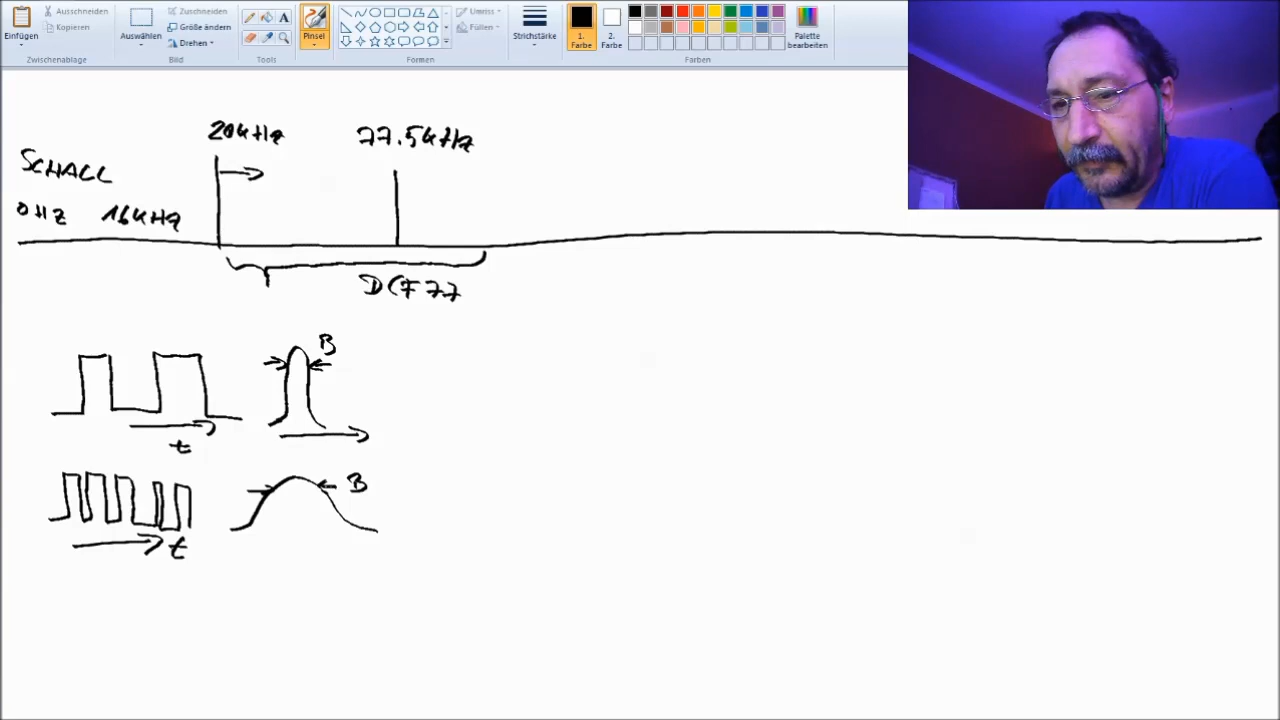 Ausschneiden
Zuschneiden
Kopieren
Größe ändern
Drehen
Einfügen
Auswählen
Pinsel
Umriss
Füllen
Strichstärke
1.
Farbe
2.
Farbe
Palette
bearbeiten
Zwischenablage
Bild
Tools
Formen
Farben
20kHz
77.5kHz
SCHALL
0HZ 16kHz
DCF77
B
t
B
t